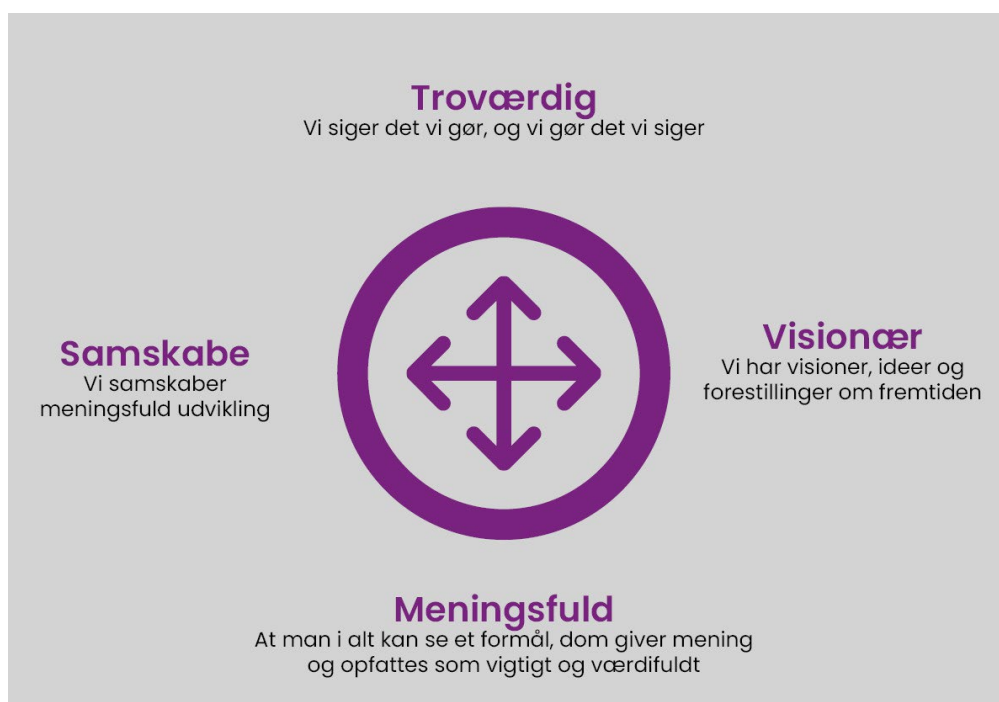 Troværdig
Vi siger det vi gør, og vi gør det vi siger
Samskabe
Vi samskaber
meningsfuld udvikling
Visionær
Vi har visioner, ideer og
forestillinger om fremtiden
Meningsfuld
At man i alt kan se et formål, dom giver mening
og opfattes som vigtigt og værdifuldt